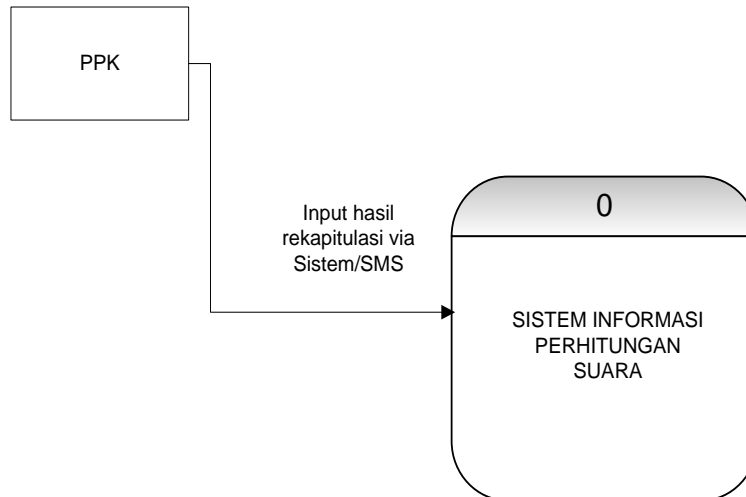 PPK
Input hasil
rekapitulasi via
Sistem/SMS
0
SISTEM INFORMASI
PERHITUNGAN
SUARA